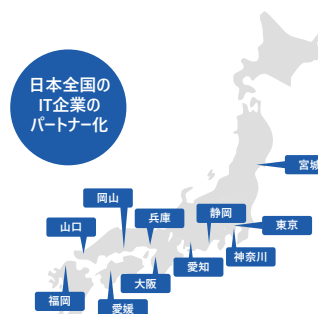 日本全国の
IT企業の
パートナー化
宮城
岡山
兵庫
静岡
東京
山口
神奈川
愛知
大阪
福岡
愛媛